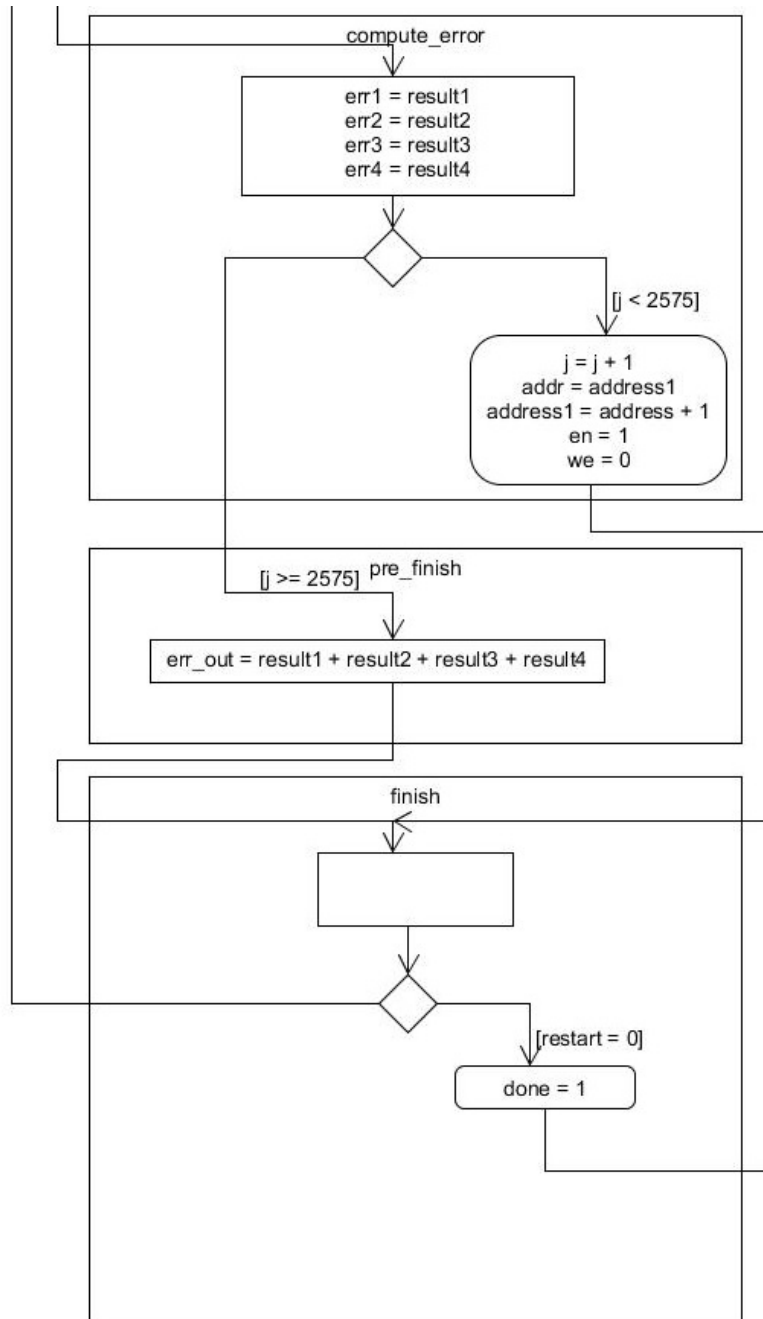 compute_error
err1 = result1
err2 = result2
err3 = result3
err4 = result4
[j < 2575]
j = j + 1
addr = address1
address1 = address + 1
en = 1
we = 0
pre_finish
[j >= 2575]
err_out = result1 + result2 + result3 + result4
finish
[restart = 0]
done = 1